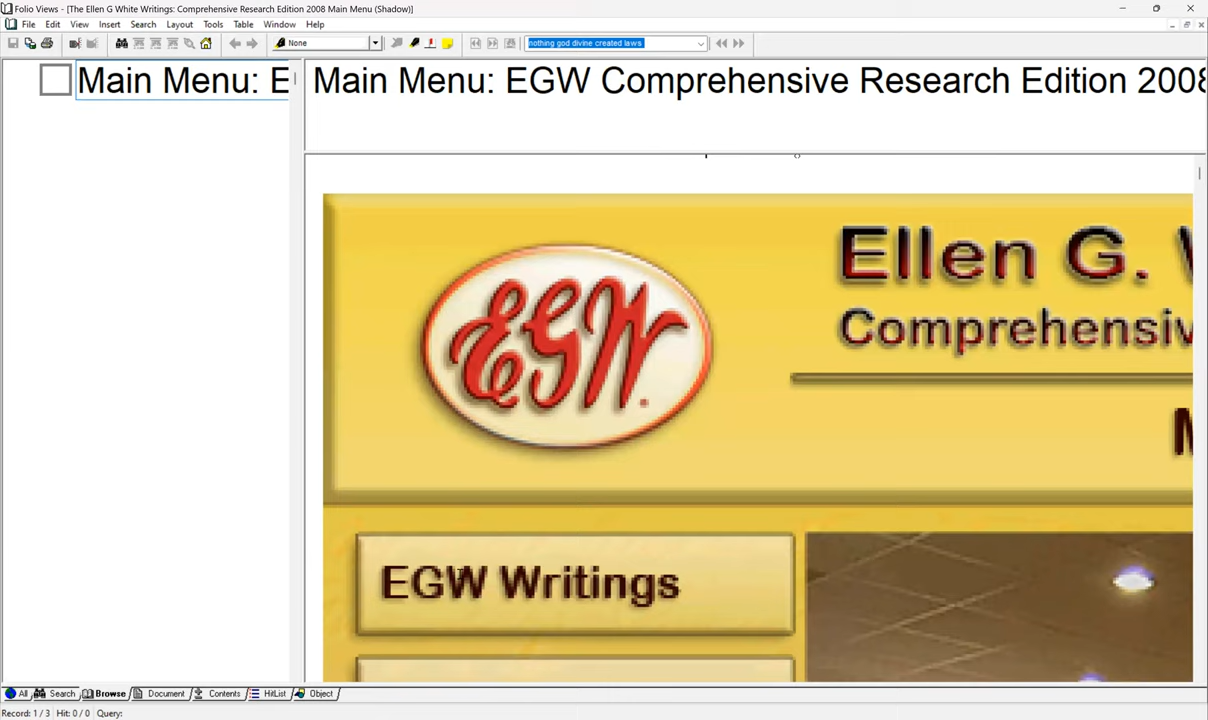 Folio Views - [The Ellen G White Writings: Comprehensive Research Edition 2008 Main Menu (Shadow)]
File Edit View Insert Search Layout Tools Table Window Help
None
nothing god divine created laws
Main Menu: E
Main Menu: EGW Comprehensive Research Edition 2008
EGW
Ellen G.
Comprehensiv
M
EGW Writings
All Search Browse Document Contents HitList Object
Record: 1 / 3 Hit: 0 / 0 Query: